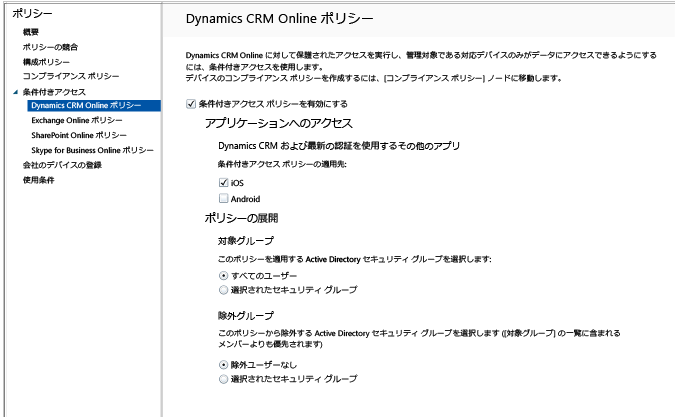 ポリシー
概要
ポリシーの競合
構成ポリシー
コンプライアンス ポリシー
条件付きアクセス
Dynamics CRM Online ポリシー
Exchange Online ポリシー
SharePoint Online ポリシー
Skype for Business Online ポリシー
会社のデバイスの登録
使用条件
Dynamics CRM Online ポリシー
Dynamics CRM Online に対して保護されたアクセスを実行し、管理対象である対応デバイスのみがデータにアクセスできるようにする
には、条件付きアクセスを使用します。
デバイスのコンプライアンス ポリシーを作成するには、[コンプライアンス ポリシー] ノードに移動します。
条件付きアクセス ポリシーを有効にする
アプリケーションへのアクセス
Dynamics CRM および最新の認証を使用するその他のアプリ
条件付きアクセス ポリシーの適用先:
iOS
Android
ポリシーの展開
対象グループ
このポリシーを適用する Active Directory セキュリティ グループを選択します:
すべてのユーザー
選択されたセキュリティ グループ
除外グループ
このポリシーから除外する Active Directory セキュリティ グループを選択します ([対象グループ] の一覧に含まれる
メンバーよりも優先されます)
除外ユーザーなし
選択されたセキュリティ グループ